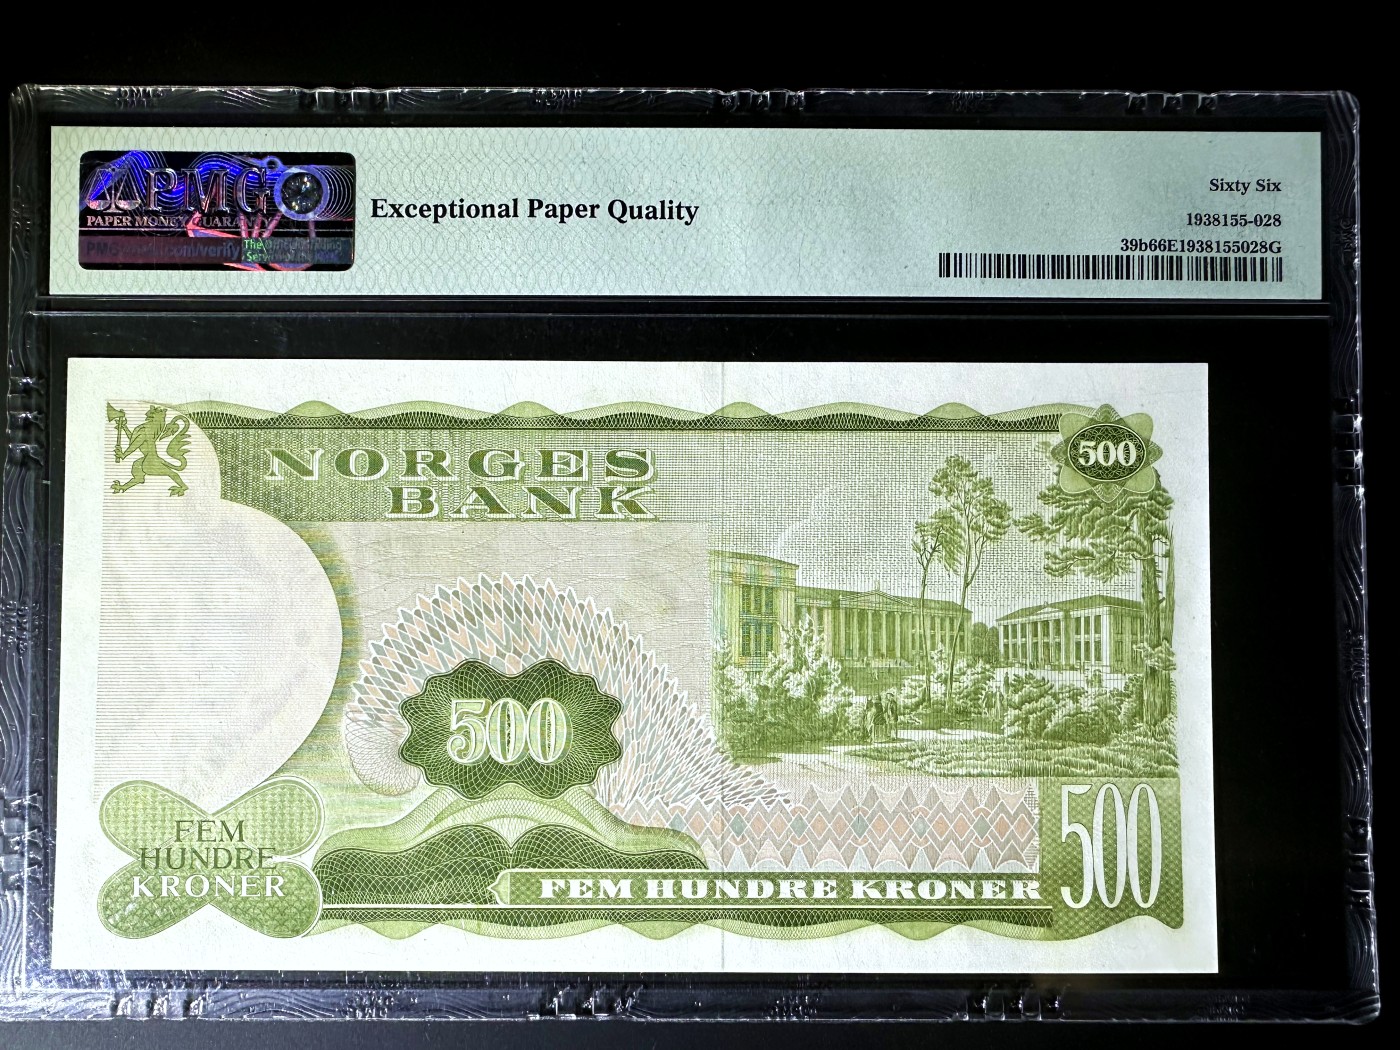 PMG
PAPER MONEY GUARANTY
Exceptional Paper Quality
Sixty Six
1938155-028
39b66E1938155028G
NORGES
BANK
500
500
FEM
HUNDRE
KRONER
FEM HUNDRE KRONER
500